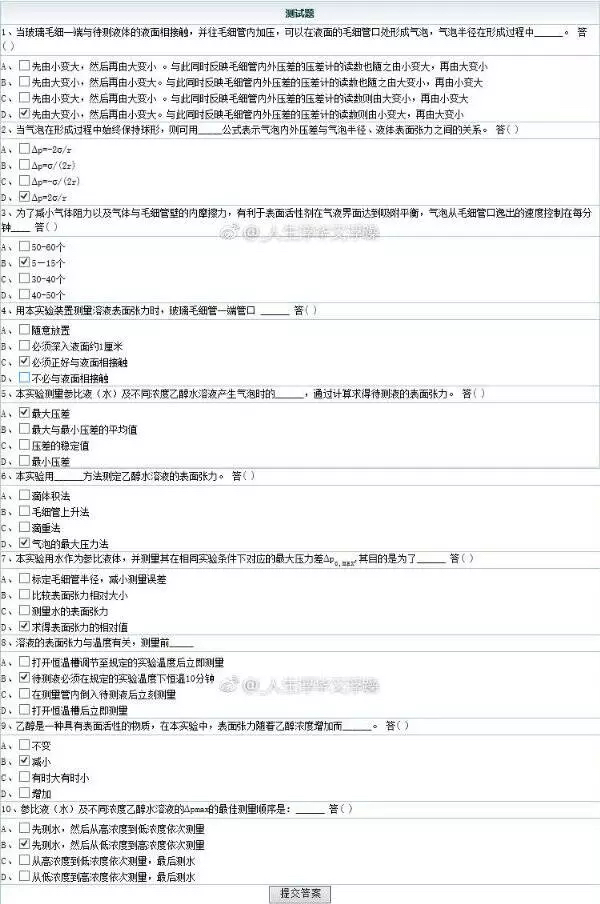 测试题
1、当玻璃毛细一端与待测液体的液面相接触，并往毛细管内加压，可以在液面的毛细管口处形成气泡，气泡半径在形成过程中______。 答
( )
A、先由小变大，然后再由大变小 。与此同时反映毛细管内外压差的压差计的读数也随之由小变大，再由大变小
B、先由大变小，然后再由小变大。与此同时反映毛细管内外压差的压差计的读数也随之由大变小，再由小变大
C、先由小变大，然后再由大变小 。与此同时反映毛细管内外压差的压差计的读数则由大变小，再由小变大
D、先由大变小，然后再由小变大。与此同时反映毛细管内外压差的压差计的读数则由小变大，再由大变小
2、当气泡在形成过程中始终保持球形，则可用_____公式表示气泡内外压差与气泡半径、液体表面张力之间的关系。 答( )
A、Δp=-2σ/r
B、Δp=σ/(2r)
C、Δp=-σ/(2r)
D、Δp=2σ/r
3、为了减小气体阻力以及气体与毛细管壁的内摩擦力，有利于表面活性剂在气液界面达到吸附平衡，气泡从毛细管口逸出的速度控制在每分
钟____ 答( )
@_人生浮华又浮躁
A、50-60个
B、5－15个
C、30-40个
D、40-50个
4、用本实验装置测量溶液表面张力时，玻璃毛细管一端管口 ______ 答( )
A、随意放置
B、必须深入液面约1厘米
C、必须正好与液面相接触
D、不必与液面相接触
5、本实验测量参比液（水）及不同浓度乙醇水溶液产生气泡时的______，通过计算求得待测液的表面张力。 答( )
A、最大压差
B、最大与最小压差的平均值
C、压差的稳定值
D、最小压差
6、本实验用______方法测定乙醇水溶液的表面张力。 答( )
A、滴体积法
B、毛细管上升法
C、滴重法
D、气泡的最大压力法
7、本实验用水作为参比液体，并测量其在相同实验条件下对应的最大压力差Δp0,max,其目的是为了______ 答( )
A、标定毛细管半径，减小测量误差
B、比较表面张力相对大小
C、测量水的表面张力
D、求得表面张力的相对值
8、溶液的表面张力与温度有关，测量前____
A、打开恒温槽调节至规定的实验温度后立即测量
B、待测液必须在规定的实验温度下恒温10分钟
@_人生浮华又浮躁
C、在测量管内倒入待测液后立刻测量
D、打开恒温槽后立即测量
9、乙醇是一种具有表面活性的物质，在本实验中，表面张力随着乙醇浓度增加而______。 答( )
A、不变
B、减小
C、有时大有时小
D、增加
10、参比液（水）及不同浓度乙醇水溶液的Δpmax的最佳测量顺序是：______ 答( )
A、先测水，然后从高浓度到低浓度依次测量
B、先测水，然后从低浓度到高浓度依次测量
C、从高浓度到低浓度依次测量，最后测水
D、从低浓度到高浓度依次测量，最后测水
提交答案